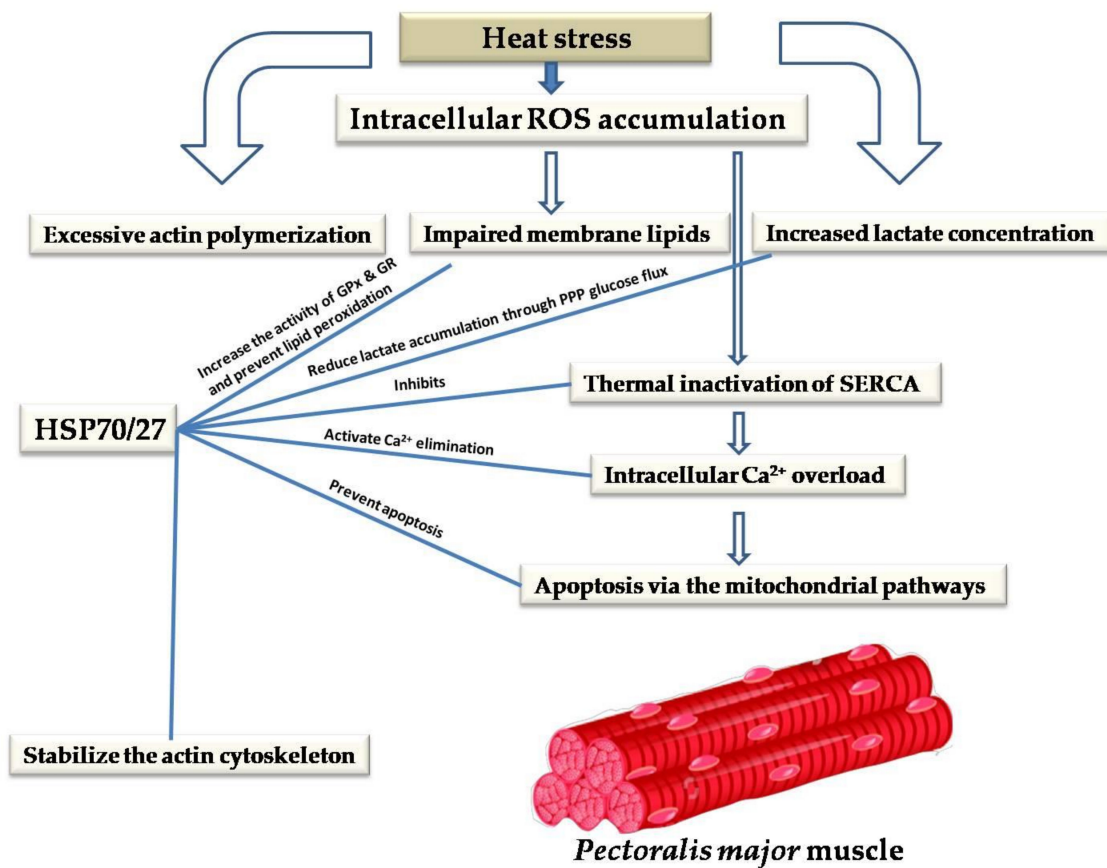 Heat stress
Intracellular ROS accumulation
Excessive actin polymerization
Impaired membrane lipids
Increased lactate concentration
Increase the activity of GPx & GR
and prevent lipid peroxidation
Reduce lactate accumulation through PPP glucose flux
Inhibits
Thermal inactivation of SERCA
HSP70/27
Activate Ca²⁺ elimination
Intracellular Ca²⁺ overload
Prevent apoptosis
Apoptosis via the mitochondrial pathways
Stabilize the actin cytoskeleton
Pectoralis major muscle